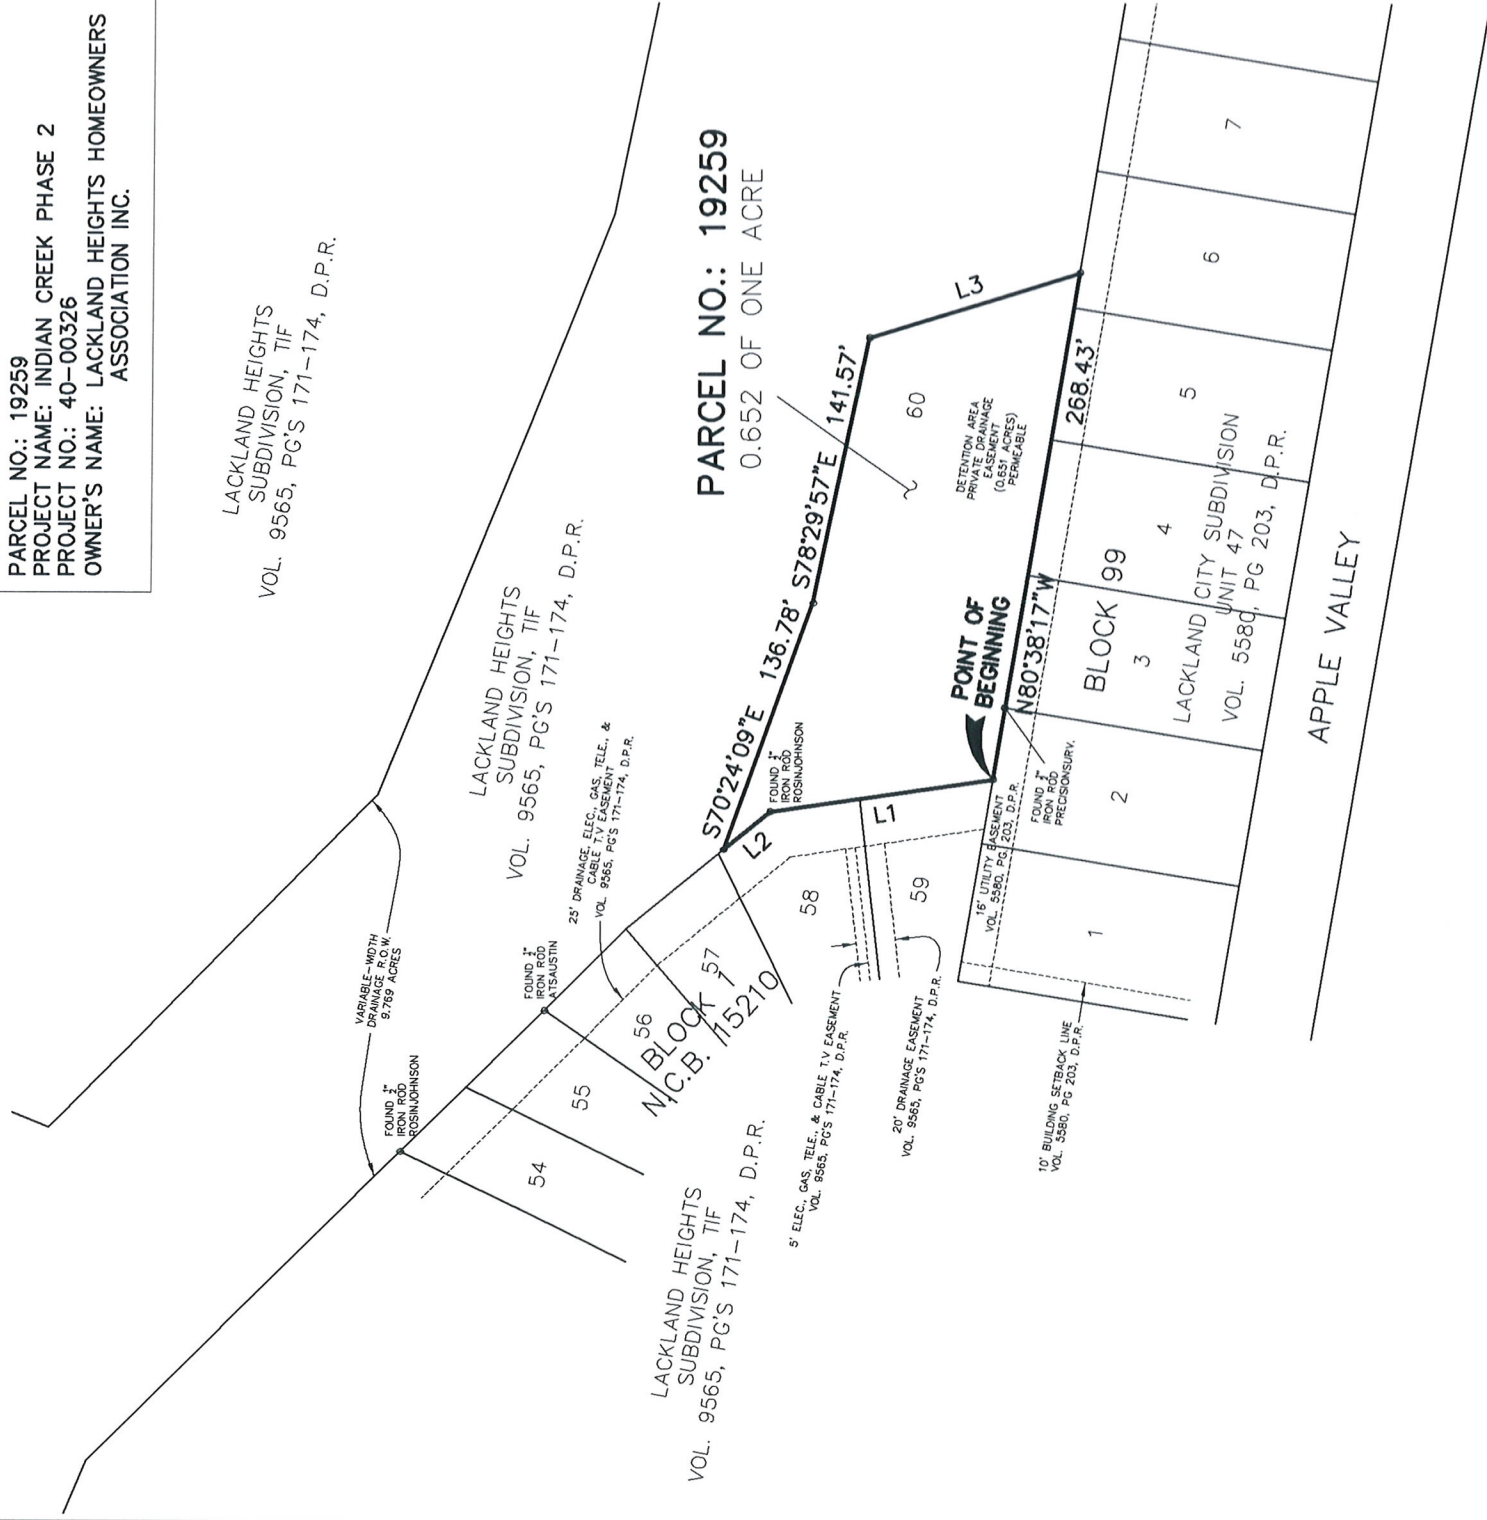 PARCEL NO.: 19259
PROJECT NAME: INDIAN CREEK PHASE 2
PROJECT NO.: 40-00326
OWNER'S NAME: LACKLAND HEIGHTS HOMEOWNERS
ASSOCIATION INC.
LACKLAND HEIGHTS
SUBDIVISION, TIF
VOL. 9565, PG'S 171-174, D.P.R.
VARIABLE-WIDTH
DRAINAGE R.O.W.
9.769 ACRES
FOUND ½"
IRON ROD
ROSINJOHNSON
FOUND ½"
IRON ROD
ATSAUSTIN
LACKLAND HEIGHTS
SUBDIVISION, TIF
VOL. 9565, PG'S 171-174, D.P.R.
25' DRAINAGE, ELEC., GAS, TELE., &
CABLE T.V EASEMENT
VOL. 9565, PG'S 171-174, D.P.R.
54
55
56
57
58
59
BLOCK 1
N.C.B. 15210
LACKLAND HEIGHTS
SUBDIVISION, TIF
VOL. 9565, PG'S 171-174, D.P.R.
PARCEL NO.: 19259
0.652 OF ONE ACRE
S70°24'09"E 136.78'
S78°29'57"E 141.57'
L3
L2
L1
FOUND ½"
IRON ROD
ROSINJOHNSON
60
DETENTION AREA
PRIVATE DRAINAGE
EASEMENT
(0.651 ACRES)
PERMEABLE
POINT OF
BEGINNING
N80°38'17"W
268.43'
5' ELEC., GAS, TELE., & CABLE T.V EASEMENT
VOL. 9565, PG'S 171-174, D.P.R.
20' DRAINAGE EASEMENT
VOL. 9565, PG'S 171-174, D.P.R.
16' UTILITY EASEMENT
VOL. 5580, PG. 203, D.P.R.
FOUND ½"
IRON ROD
PRECISIONSURV.
10' BUILDING SETBACK LINE
VOL. 5580, PG 203, D.P.R.
1
2
3
4
5
6
7
BLOCK 99
LACKLAND CITY SUBDIVISION
UNIT 47
VOL. 5580, PG 203, D.P.R.
APPLE VALLEY